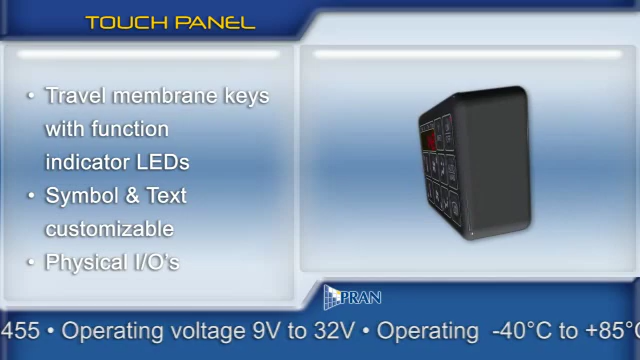 TOUCH PANEL
• Travel membrane keys
with function
indicator LEDs
• Symbol & Text
customizable
• Physical I/O's
PRAN
455 • Operating voltage 9V to 32V • Operating -40°C to +85°C